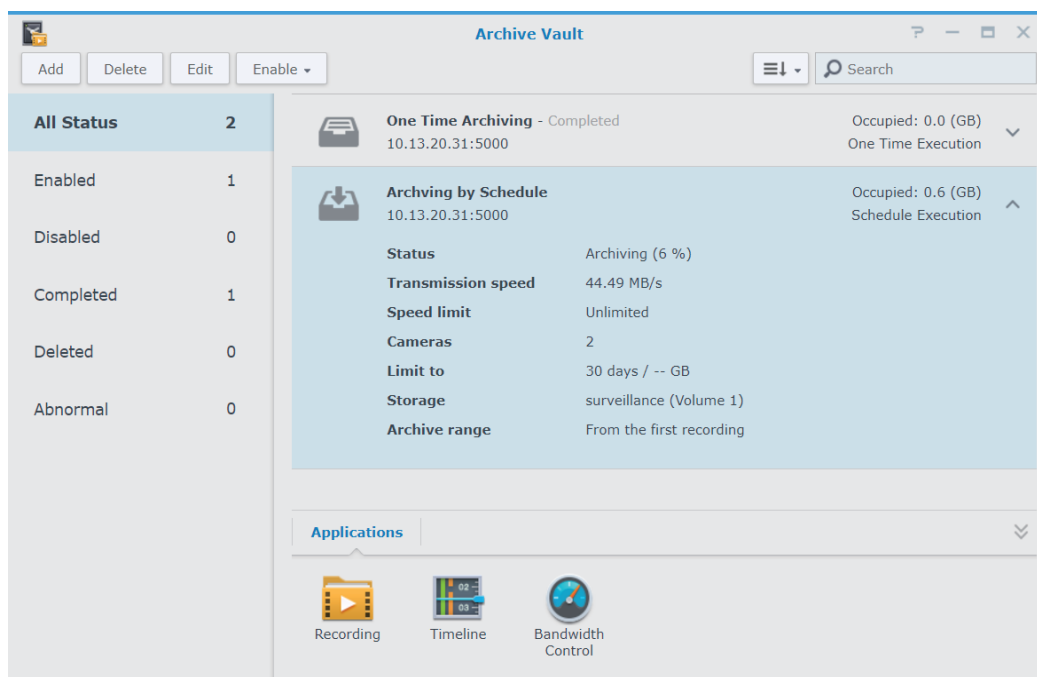 Archive Vault
Add Delete Edit Enable
Search
All Status 2
Enabled 1
Disabled 0
Completed 1
Deleted 0
Abnormal 0
One Time Archiving - Completed Occupied: 0.0 (GB)
10.13.20.31:5000 One Time Execution
Archving by Schedule Occupied: 0.6 (GB)
10.13.20.31:5000 Schedule Execution
Status Archiving (6 %)
Transmission speed 44.49 MB/s
Speed limit Unlimited
Cameras 2
Limit to 30 days / -- GB
Storage surveillance (Volume 1)
Archive range From the first recording
Applications
02
03
Recording Timeline Bandwidth
Control